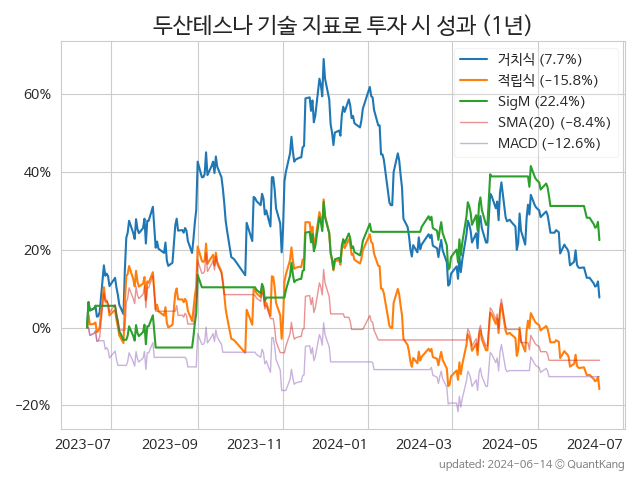 두산테스나 기술 지표로 투자 시 성과 (1년)
거치식 (7.7%)
적립식 (−15.8%)
SigM (22.4%)
SMA(20) (−8.4%)
MACD (−12.6%)
60%
40%
20%
0%
−20%
2023-07 2023-09 2023-11 2024-01 2024-03 2024-05 2024-07
updated: 2024-06-14 © QuantKang